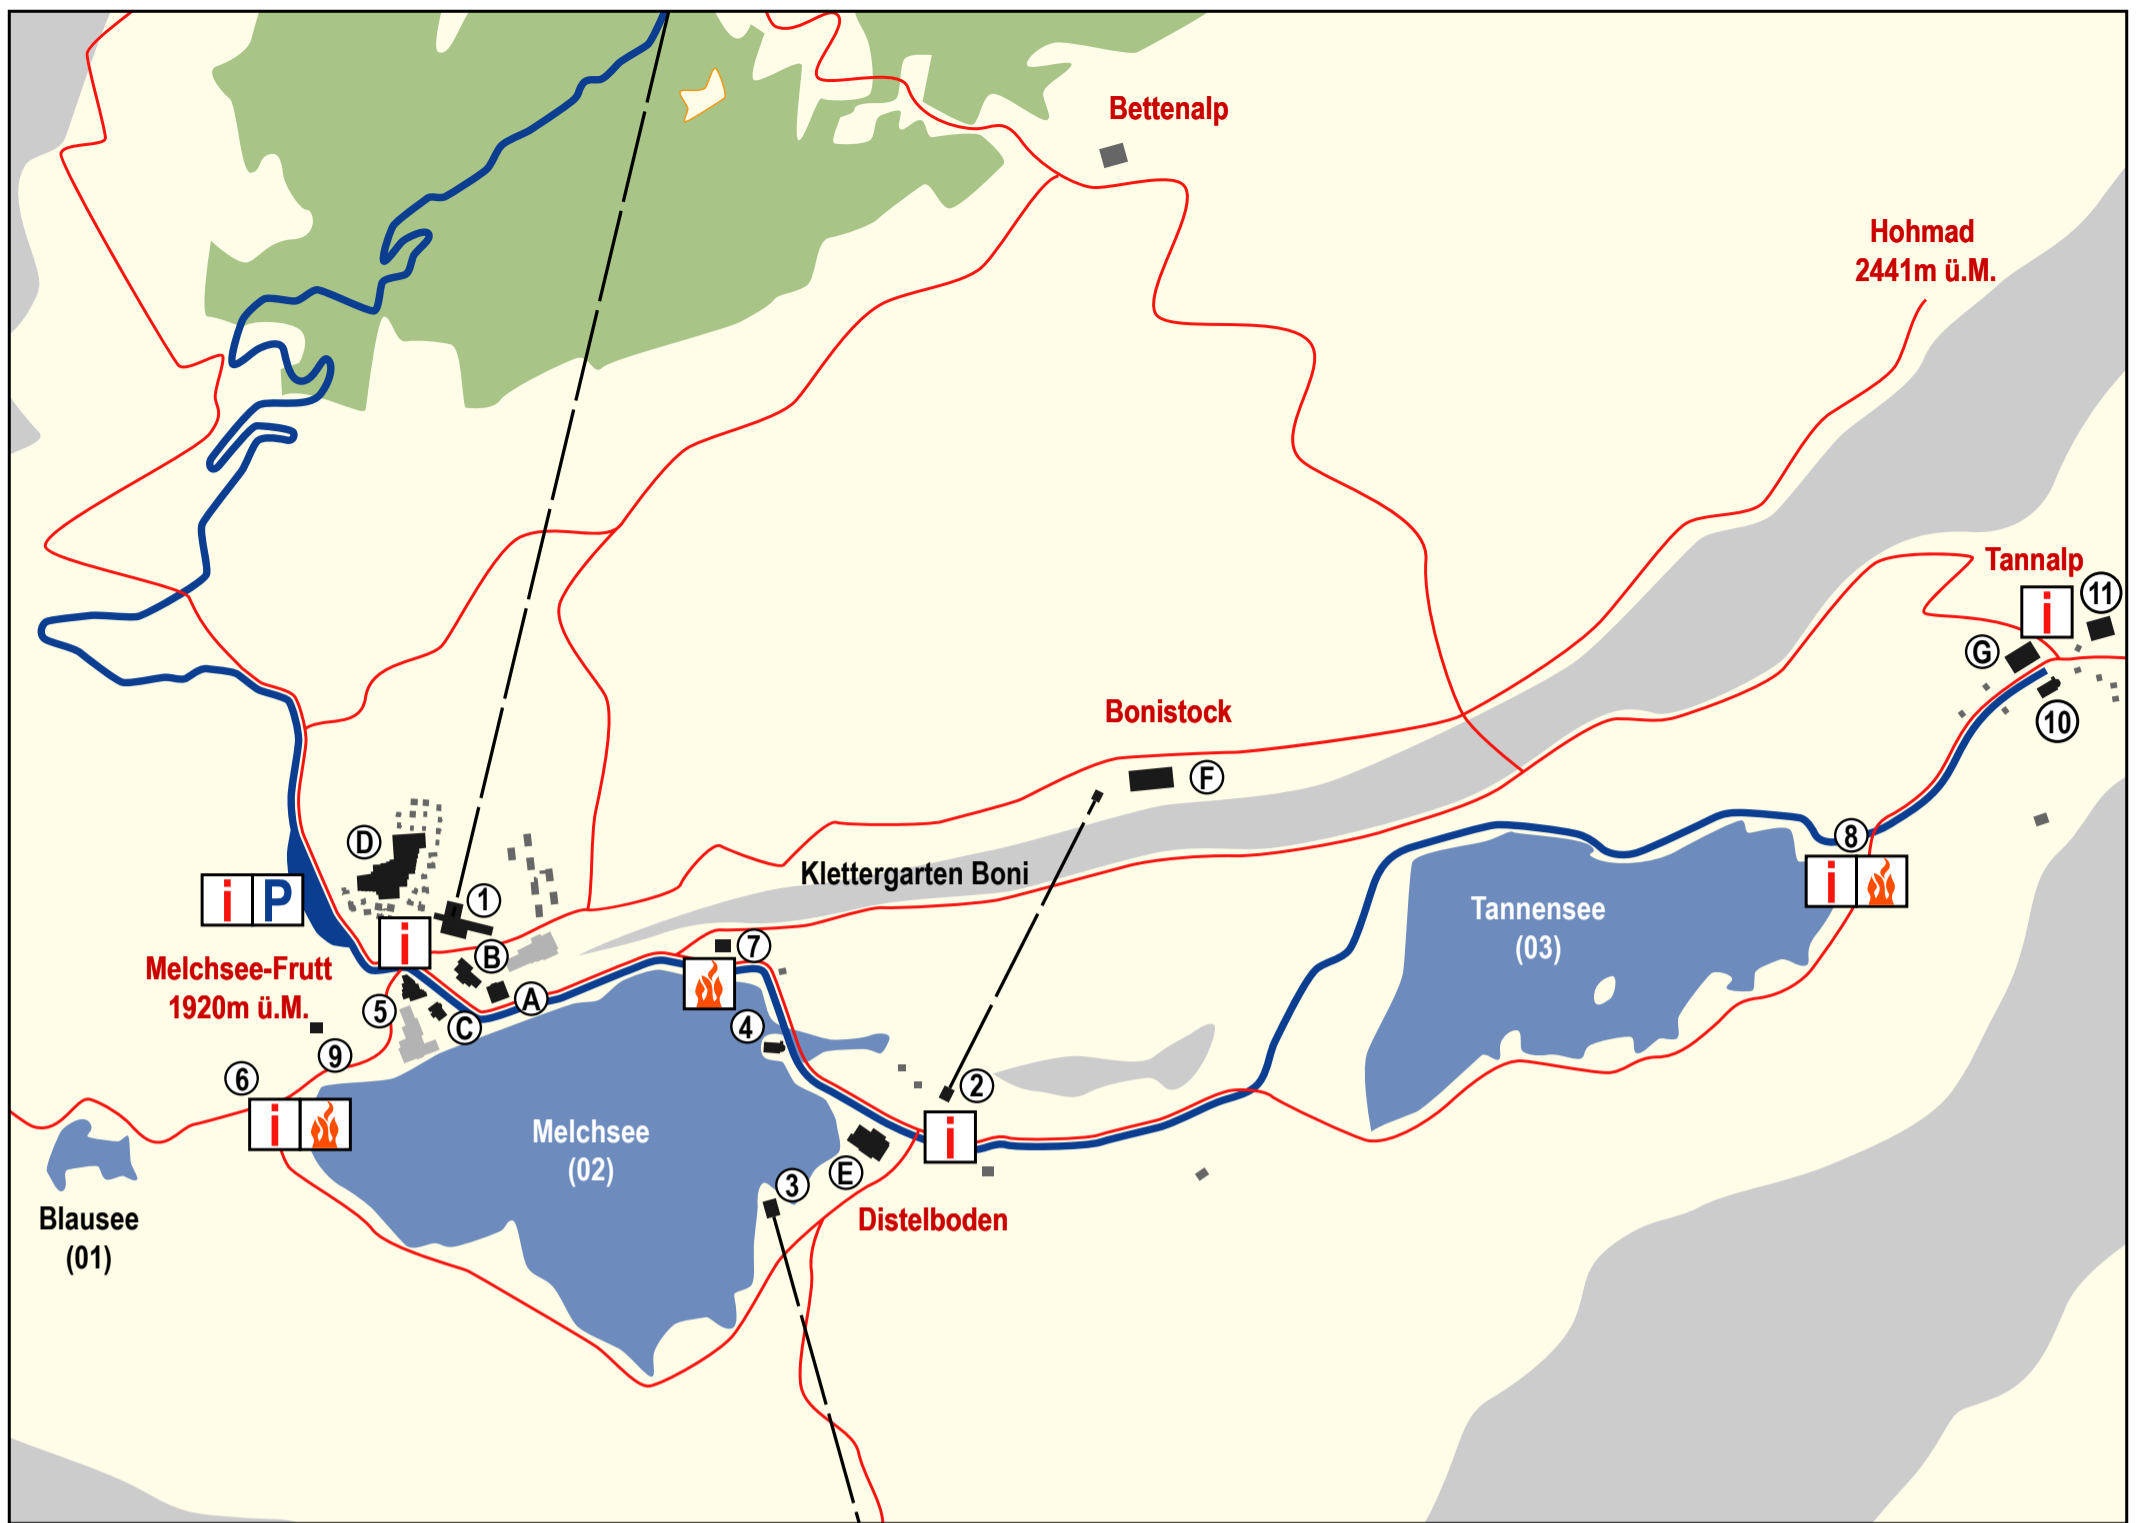 Bettenalp
Hohmad
2441m ü.M.
Tannalp
11
i
G
10
Bonistock
F
D
Klettergarten Boni
8
1
i P
i
i
Tannensee
(03)
B
7
Melchsee-Frutt
1920m ü.M.
A
5
C
4
9
6
2
i
i
Melchsee
(02)
E
3
Blausee
(01)
Distelboden